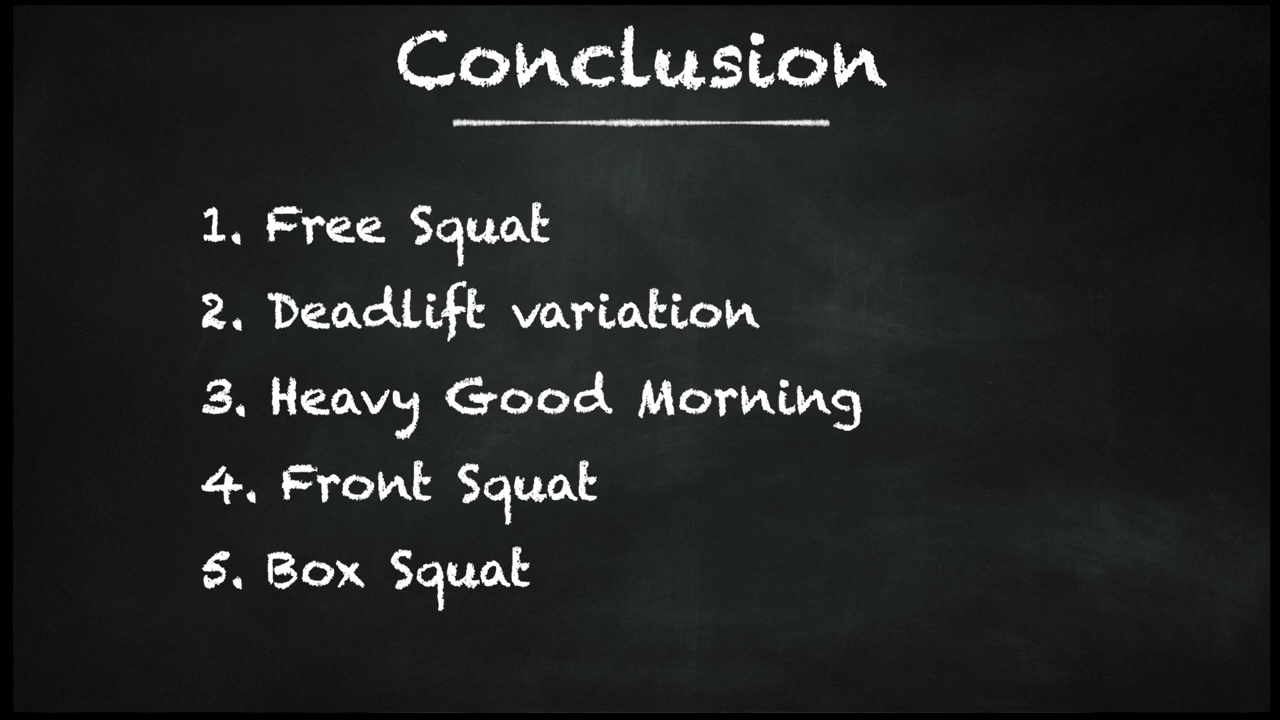 Conclusion
1. Free Squat
2. Deadlift variation
3. Heavy Good Morning
4. Front Squat
5. Box Squat